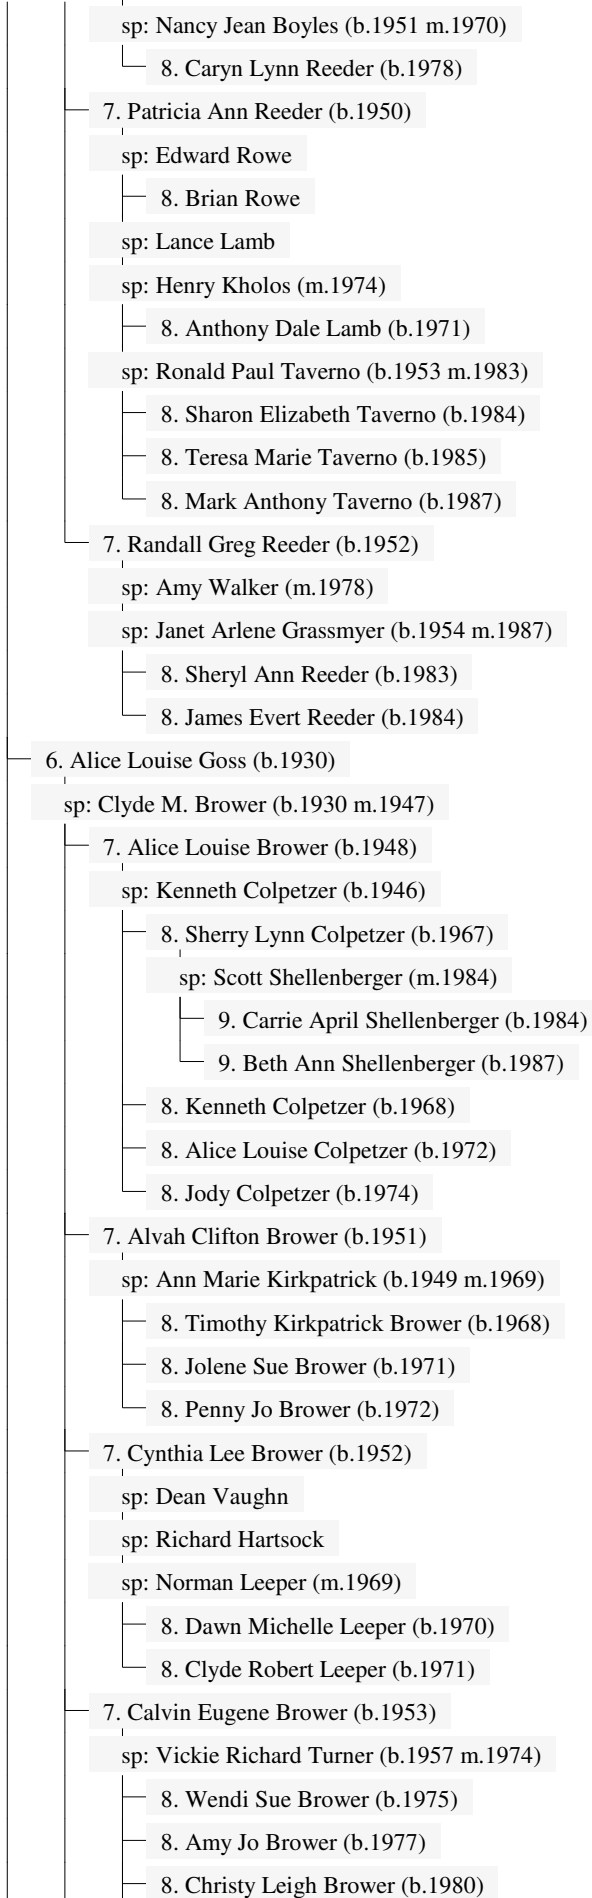 sp: Nancy Jean Boyles (b.1951 m.1970)
8. Caryn Lynn Reeder (b.1978)
7. Patricia Ann Reeder (b.1950)
sp: Edward Rowe
8. Brian Rowe
sp: Lance Lamb
sp: Henry Kholos (m.1974)
8. Anthony Dale Lamb (b.1971)
sp: Ronald Paul Taverno (b.1953 m.1983)
8. Sharon Elizabeth Taverno (b.1984)
8. Teresa Marie Taverno (b.1985)
8. Mark Anthony Taverno (b.1987)
7. Randall Greg Reeder (b.1952)
sp: Amy Walker (m.1978)
sp: Janet Arlene Grassmyer (b.1954 m.1987)
8. Sheryl Ann Reeder (b.1983)
8. James Evert Reeder (b.1984)
6. Alice Louise Goss (b.1930)
sp: Clyde M. Brower (b.1930 m.1947)
7. Alice Louise Brower (b.1948)
sp: Kenneth Colpetzer (b.1946)
8. Sherry Lynn Colpetzer (b.1967)
sp: Scott Shellenberger (m.1984)
9. Carrie April Shellenberger (b.1984)
9. Beth Ann Shellenberger (b.1987)
8. Kenneth Colpetzer (b.1968)
8. Alice Louise Colpetzer (b.1972)
8. Jody Colpetzer (b.1974)
7. Alvah Clifton Brower (b.1951)
sp: Ann Marie Kirkpatrick (b.1949 m.1969)
8. Timothy Kirkpatrick Brower (b.1968)
8. Jolene Sue Brower (b.1971)
8. Penny Jo Brower (b.1972)
7. Cynthia Lee Brower (b.1952)
sp: Dean Vaughn
sp: Richard Hartsock
sp: Norman Leeper (m.1969)
8. Dawn Michelle Leeper (b.1970)
8. Clyde Robert Leeper (b.1971)
7. Calvin Eugene Brower (b.1953)
sp: Vickie Richard Turner (b.1957 m.1974)
8. Wendi Sue Brower (b.1975)
8. Amy Jo Brower (b.1977)
8. Christy Leigh Brower (b.1980)